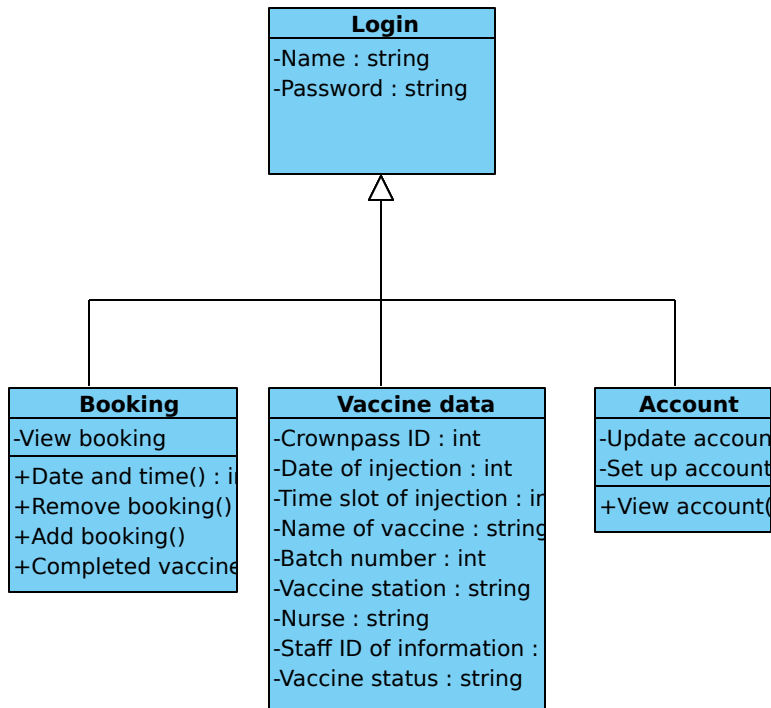 Login
-Name : string
-Password : string
Booking
-View booking
+Date and time() : i
+Remove booking()
+Add booking()
+Completed vaccine
Vaccine data
-Crownpass ID : int
-Date of injection : int
-Time slot of injection : in
-Name of vaccine : string
-Batch number : int
-Vaccine station : string
-Nurse : string
-Staff ID of information :
-Vaccine status : string
Account
-Update accoun
-Set up account
+View account(